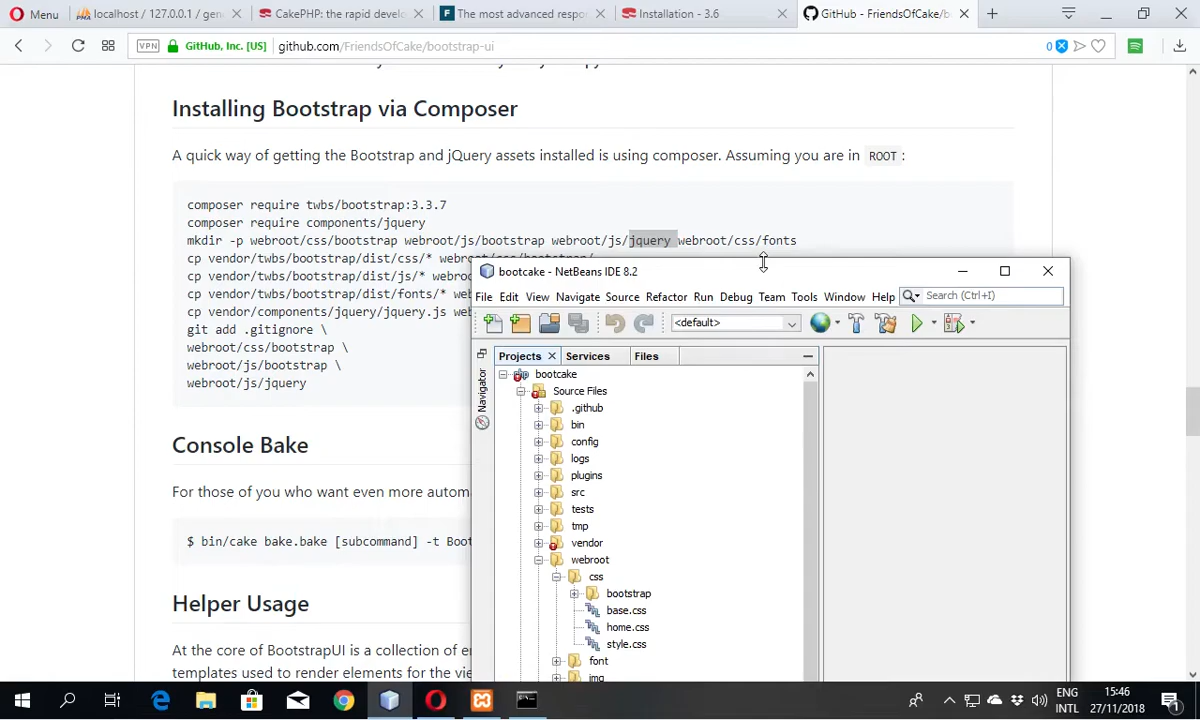 Menu
localhost / 127.0.0.1 / gen
CakePHP: the rapid develo
The most advanced respo
Installation - 3.6
GitHub - FriendsOfCake/b
VPN
GitHub, Inc. [US]
github.com/FriendsOfCake/bootstrap-ui
0
Installing Bootstrap via Composer
A quick way of getting the Bootstrap and jQuery assets installed is using composer. Assuming you are in ROOT :
composer require twbs/bootstrap:3.3.7
composer require components/jquery
mkdir -p webroot/css/bootstrap webroot/js/bootstrap webroot/js/jquery webroot/css/fonts
cp vendor/twbs/bootstrap/dist/css/* webroot/css/bootstrap/.
cp vendor/twbs/bootstrap/dist/js/* webroo
cp vendor/twbs/bootstrap/dist/fonts/* we
cp vendor/components/jquery/jquery.js we
git add .gitignore \
webroot/css/bootstrap \
webroot/js/bootstrap \
webroot/js/jquery
Console Bake
For those of you who want even more automa
$ bin/cake bake.bake [subcommand] -t Boot
Helper Usage
At the core of BootstrapUI is a collection of en
templates used to render elements for the vie
bootcake - NetBeans IDE 8.2
File Edit View Navigate Source Refactor Run Debug Team Tools Window Help
Search (Ctrl+I)
<default>
Projects
Services
Files
Navigator
bootcake
Source Files
.github
bin
config
logs
plugins
src
tests
tmp
vendor
webroot
css
bootstrap
base.css
home.css
style.css
font
img
ENG
INTL
15:46
27/11/2018
1